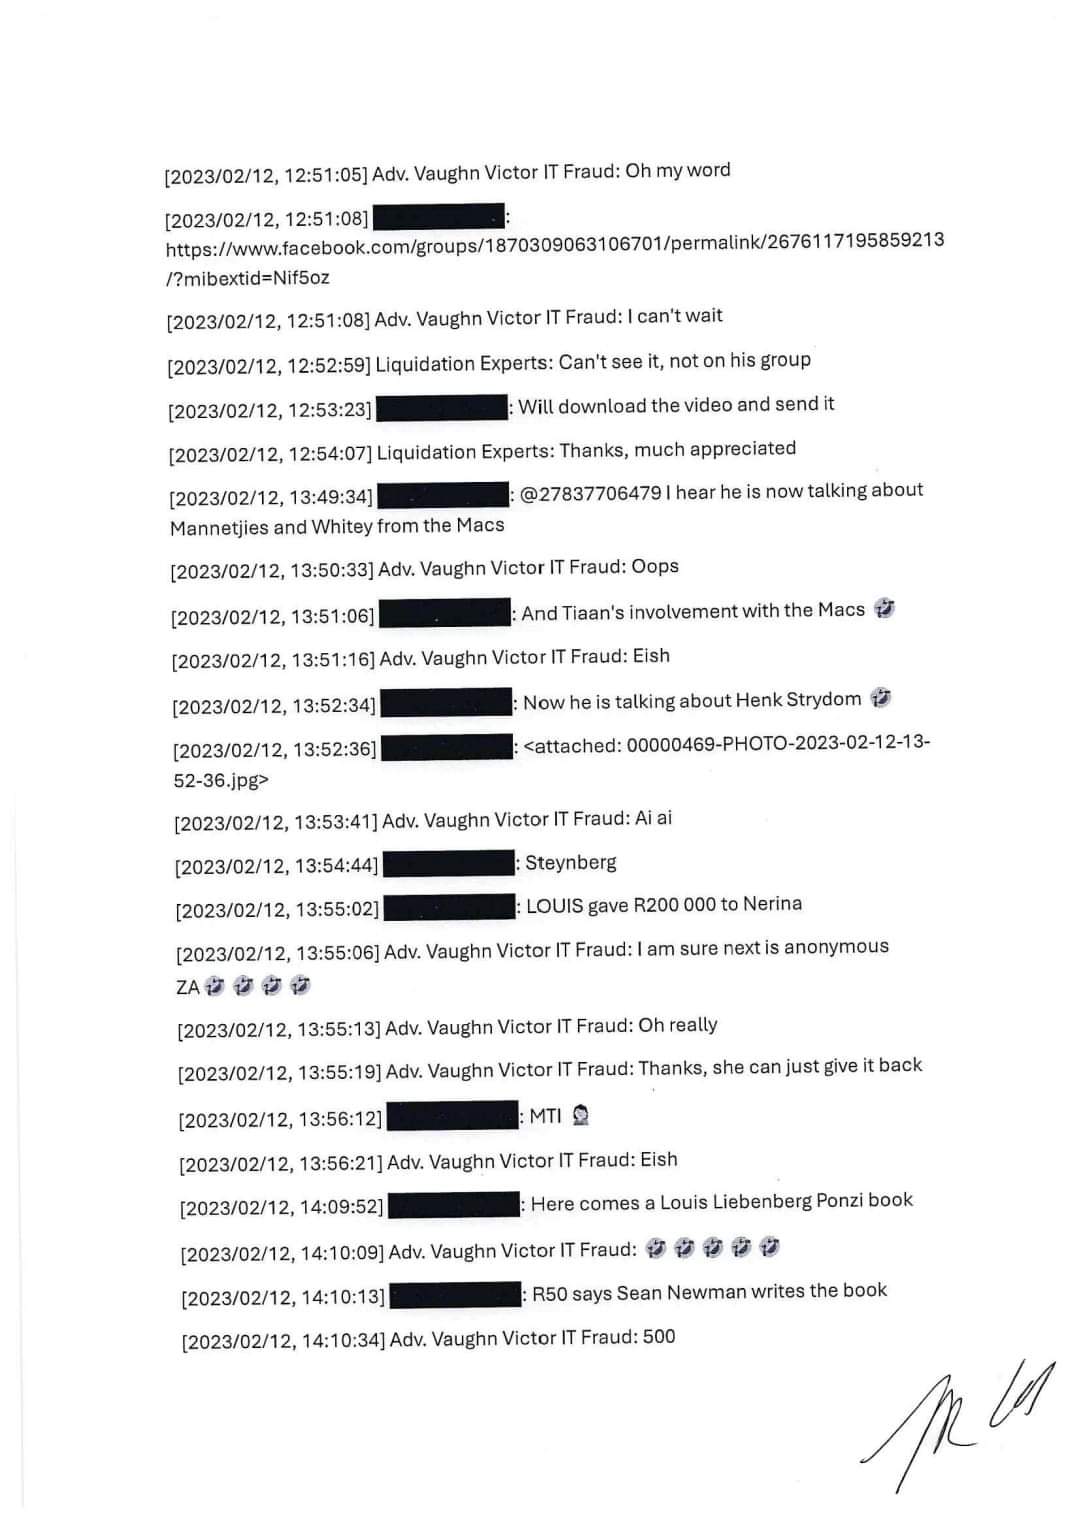 [2023/02/12, 12:51:05] Adv. Vaughn Victor IT Fraud: Oh my word
[2023/02/12, 12:51:08] :
https://www.facebook.com/groups/1870309063106701/permalink/2676117195859213
/?mibextid=Nif5oz
[2023/02/12, 12:51:08] Adv. Vaughn Victor IT Fraud: I can't wait
[2023/02/12, 12:52:59] Liquidation Experts: Can't see it, not on his group
[2023/02/12, 12:53:23] : Will download the video and send it
[2023/02/12, 12:54:07] Liquidation Experts: Thanks, much appreciated
[2023/02/12, 13:49:34] : @27837706479 I hear he is now talking about
Mannetjies and Whitey from the Macs
[2023/02/12, 13:50:33] Adv. Vaughn Victor IT Fraud: Oops
[2023/02/12, 13:51:06] : And Tiaan's involvement with the Macs 🤣
[2023/02/12, 13:51:16] Adv. Vaughn Victor IT Fraud: Eish
[2023/02/12, 13:52:34] : Now he is talking about Henk Strydom 🤣
[2023/02/12, 13:52:36] : <attached: 00000469-PHOTO-2023-02-12-13-
52-36.jpg>
[2023/02/12, 13:53:41] Adv. Vaughn Victor IT Fraud: Ai ai
[2023/02/12, 13:54:44] : Steynberg
[2023/02/12, 13:55:02] : LOUIS gave R200 000 to Nerina
[2023/02/12, 13:55:06] Adv. Vaughn Victor IT Fraud: I am sure next is anonymous
ZA🤣 🤣 🤣 🤣
[2023/02/12, 13:55:13] Adv. Vaughn Victor IT Fraud: Oh really
[2023/02/12, 13:55:19] Adv. Vaughn Victor IT Fraud: Thanks, she can just give it back
[2023/02/12, 13:56:12] : MTI
[2023/02/12, 13:56:21] Adv. Vaughn Victor IT Fraud: Eish
[2023/02/12, 14:09:52] : Here comes a Louis Liebenberg Ponzi book
[2023/02/12, 14:10:09] Adv. Vaughn Victor IT Fraud: 🤣 🤣 🤣 🤣 🤣
[2023/02/12, 14:10:13] : R50 says Sean Newman writes the book
[2023/02/12, 14:10:34] Adv. Vaughn Victor IT Fraud: 500